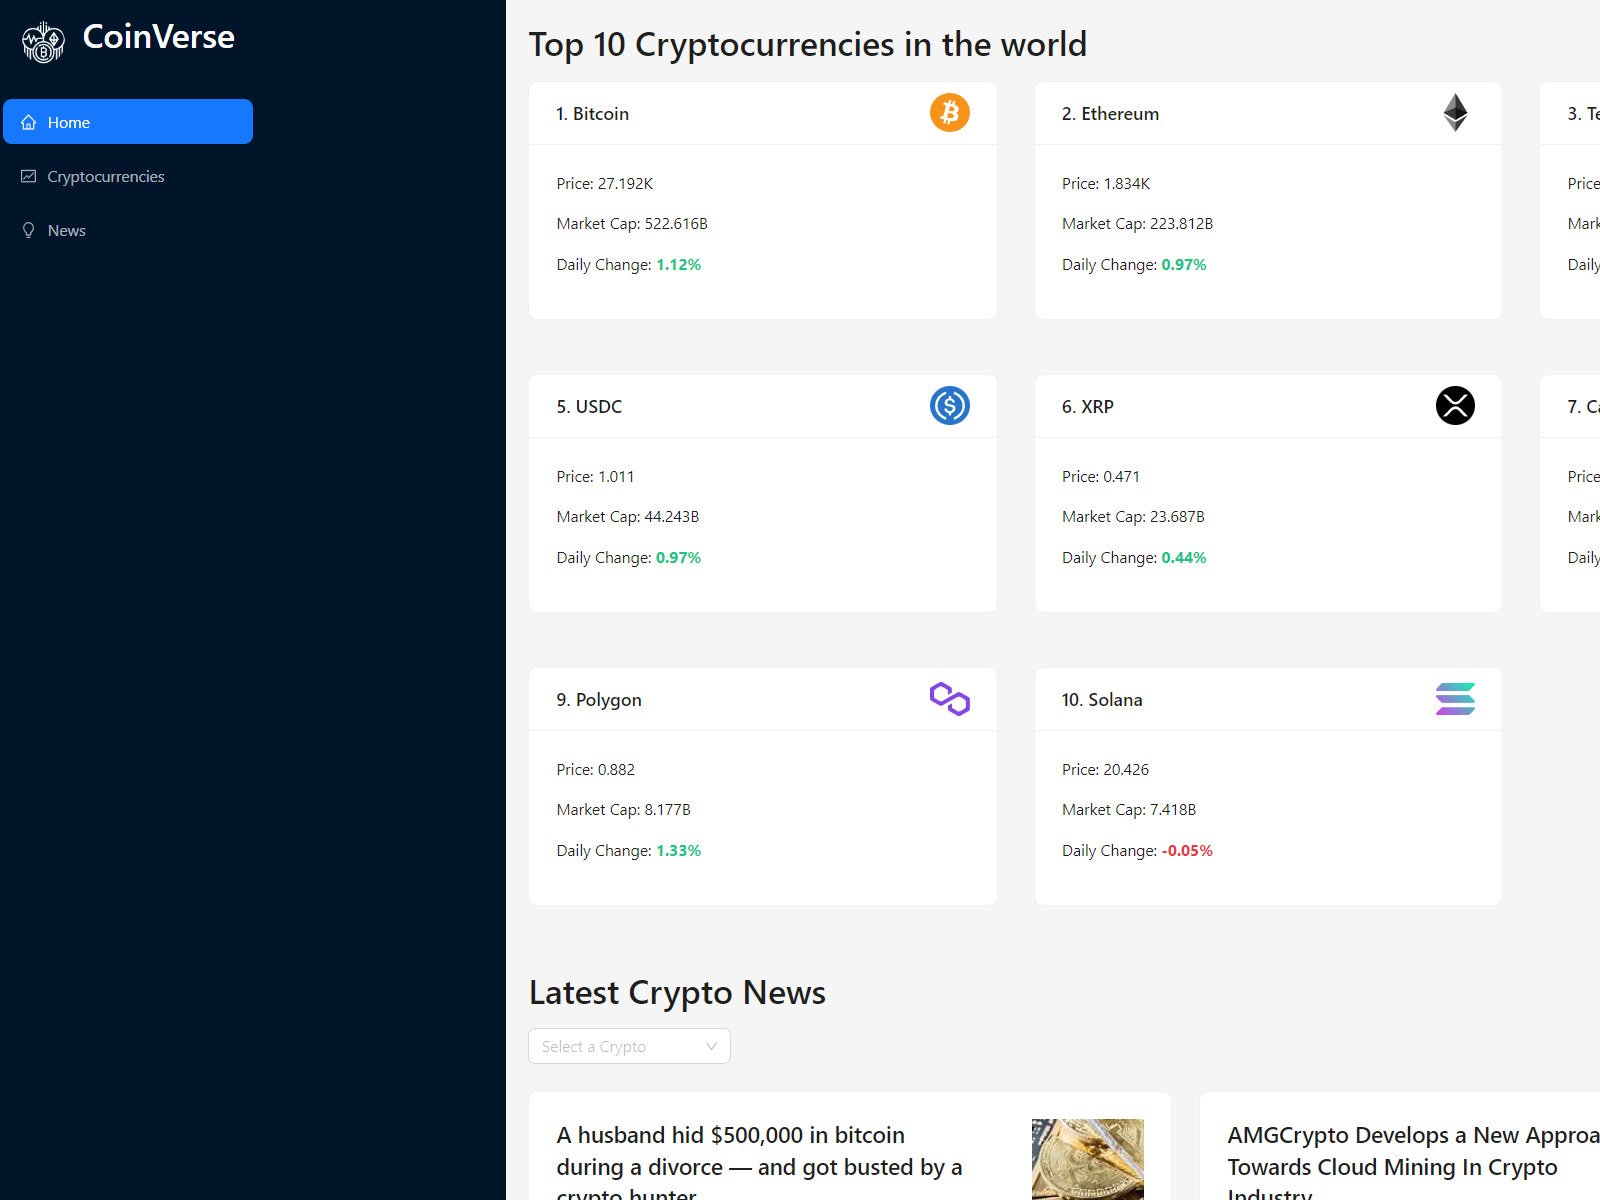 CoinVerse
Home
Cryptocurrencies
News
Top 10 Cryptocurrencies in the world
1. Bitcoin
Price: 27.192K
Market Cap: 522.616B
Daily Change: 1.12%
2. Ethereum
Price: 1.834K
Market Cap: 223.812B
Daily Change: 0.97%
3.
Price
Daily
5. USDC
Price: 1.011
Market Cap: 44.243B
Daily Change: 0.97%
6. XRP
Price: 0.471
Market Cap: 23.687B
Daily Change: 0.44%
7.
Price
Daily
9. Polygon
Price: 0.882
Market Cap: 8.177B
Daily Change: 1.33%
10. Solana
Price: 20.426
Market Cap: 7.418B
Daily Change: -0.05%
Latest Crypto News
Select a Crypto
A husband hid $500,000 in bitcoin
during a divorce — and got busted by a
crypto hunter
AMGCrypto Develops a New Approa
Towards Cloud Mining In Crypto
Industry